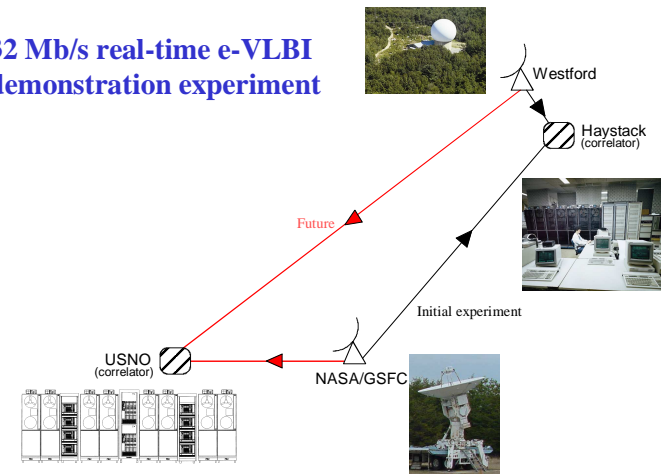 32 Mb/s real-time e-VLBI
demonstration experiment
Westford
Haystack
(correlator)
Future
Initial experiment
USNO
(correlator)
NASA/GSFC